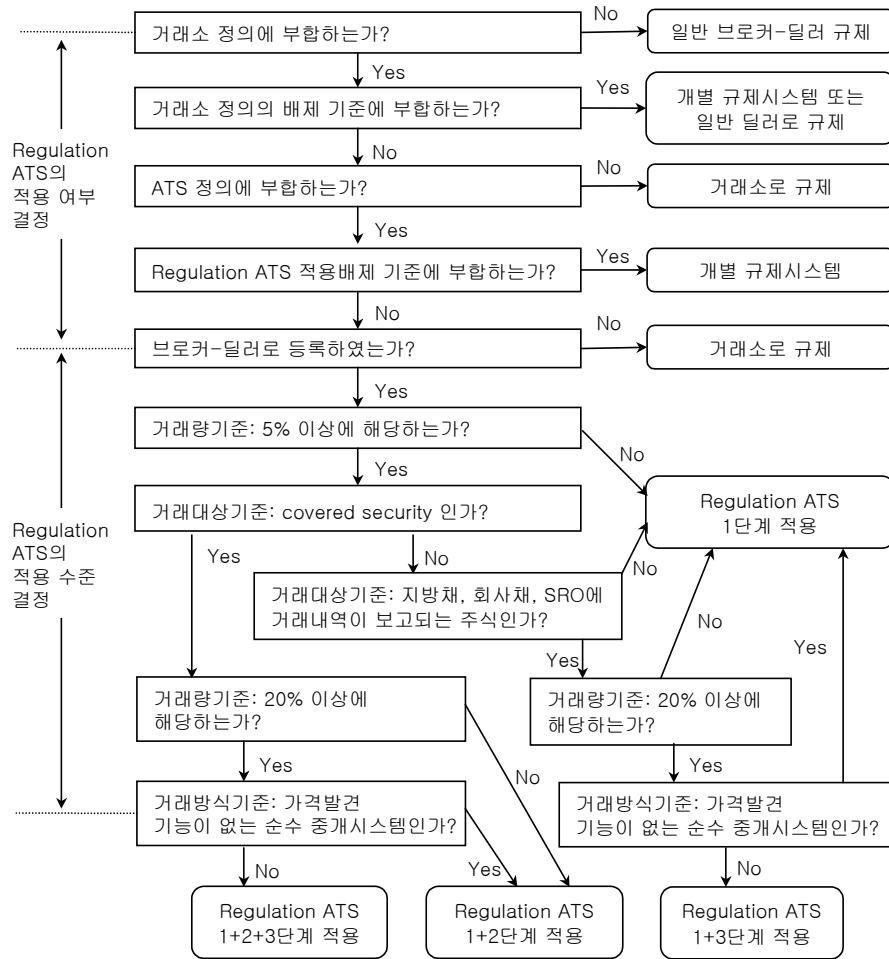 거래소 정의에 부합하는가?
No
일반 브로커-딜러 규제
Yes
거래소 정의의 배제 기준에 부합하는가?
Yes
개별 규제시스템 또는
일반 딜러로 규제
No
Regulation
ATS의
적용 여부
결정
ATS 정의에 부합하는가?
No
거래소로 규제
Yes
Regulation ATS 적용배제 기준에 부합하는가?
Yes
개별 규제시스템
No
브로커-딜러로 등록하였는가?
No
거래소로 규제
Yes
거래량기준: 5% 이상에 해당하는가?
No
Yes
Regulation ATS
1단계 적용
거래대상기준: covered security 인가?
Regulation
ATS의
적용 수준
결정
Yes
No
No
거래대상기준: 지방채, 회사채, SRO에
거래내역이 보고되는 주식인가?
No
Yes
Yes
거래량기준: 20% 이상에
해당하는가?
거래량기준: 20% 이상에
해당하는가?
Yes
No
Yes
거래방식기준: 가격발견
기능이 없는 순수 중개시스템인가?
거래방식기준: 가격발견
기능이 없는 순수 중개시스템인가?
No
Yes
No
Regulation ATS
1+2+3단계 적용
Regulation ATS
1+2단계 적용
Regulation ATS
1+3단계 적용